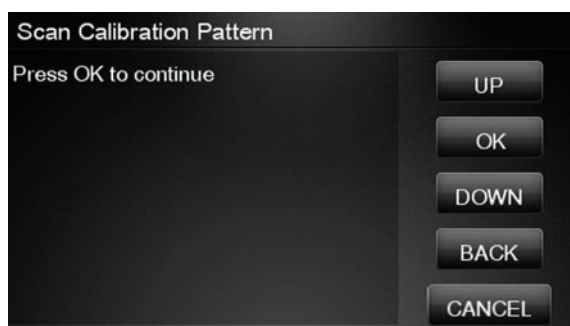 Scan Calibration Pattern
Press OK to continue
UP
OK
DOWN
BACK
CANCEL